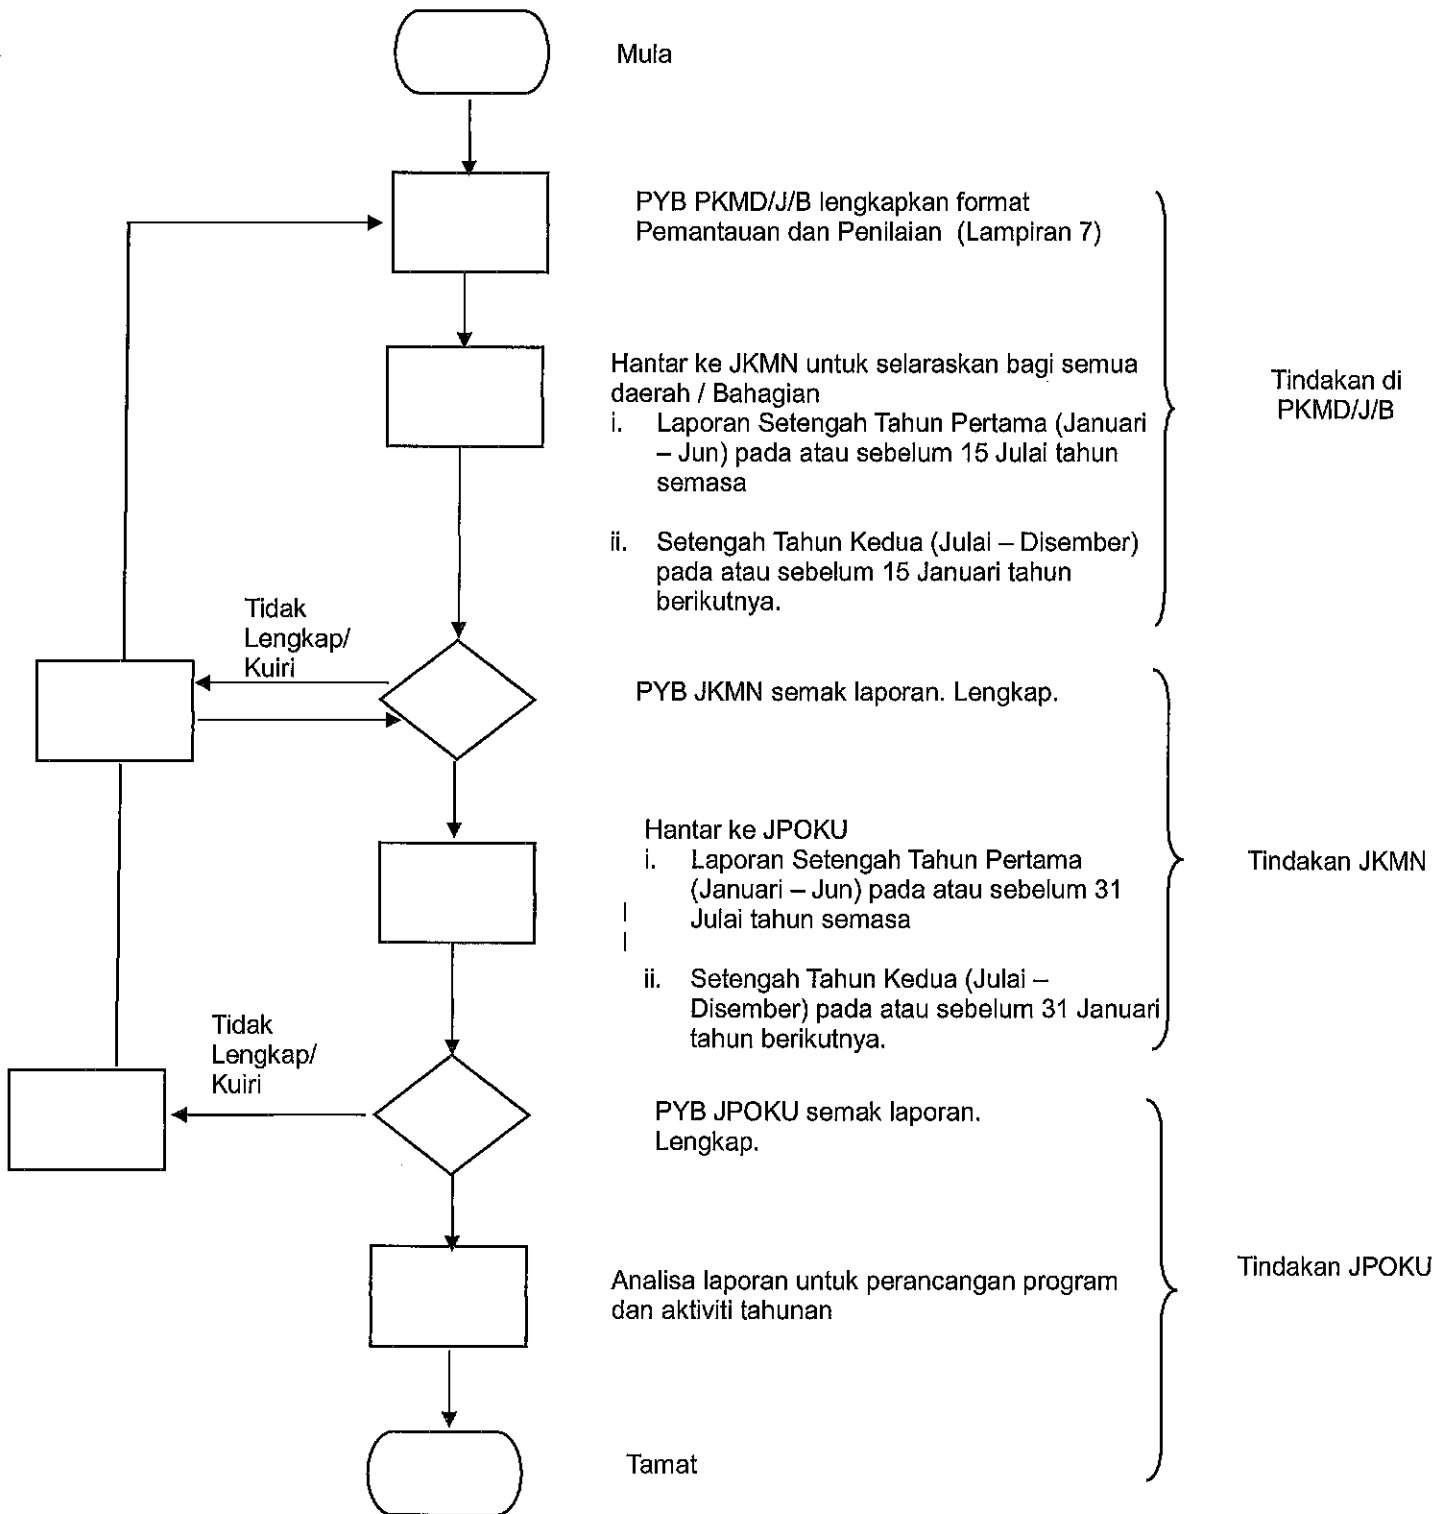 Mula
PYB PKMD/J/B lengkapkan format
Pemantauan dan Penilaian (Lampiran 7)
Hantar ke JKMN untuk selaraskan bagi semua
daerah / Bahagian
i. Laporan Setengah Tahun Pertama (Januari
– Jun) pada atau sebelum 15 Julai tahun
semasa
ii. Setengah Tahun Kedua (Julai – Disember)
pada atau sebelum 15 Januari tahun
berikutnya.
Tindakan di
PKMD/J/B
Tidak
Lengkap/
Kuiri
PYB JKMN semak laporan. Lengkap.
Hantar ke JPOKU
i. Laporan Setengah Tahun Pertama
(Januari – Jun) pada atau sebelum 31
Julai tahun semasa
ii. Setengah Tahun Kedua (Julai –
Disember) pada atau sebelum 31 Januari
tahun berikutnya.
Tindakan JKMN
Tidak
Lengkap/
Kuiri
PYB JPOKU semak laporan.
Lengkap.
Analisa laporan untuk perancangan program
dan aktiviti tahunan
Tindakan JPOKU
Tamat